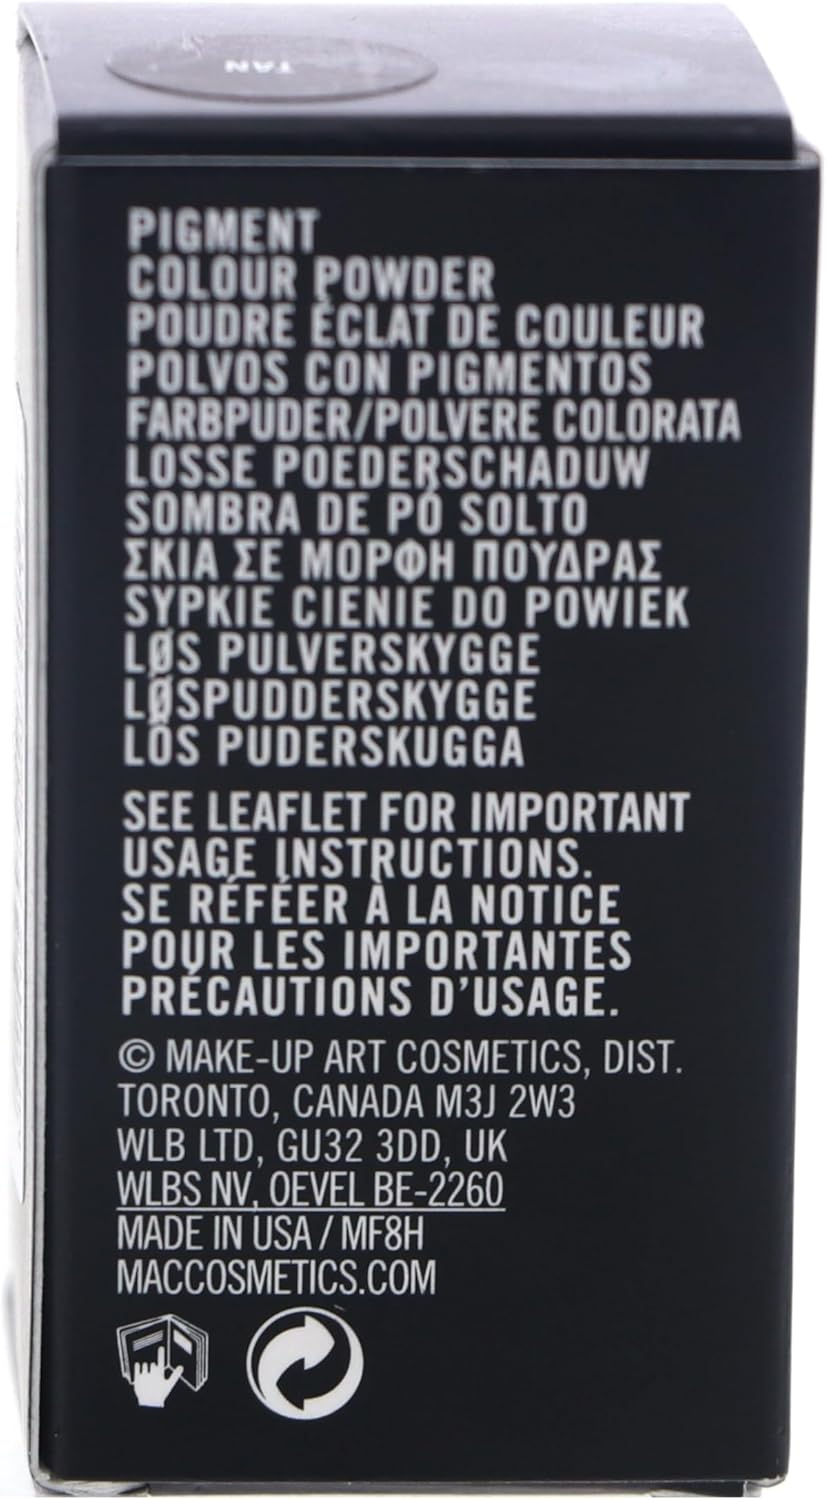 TAN
PIGMENT
COLOUR POWDER
POUDRE ÉCLAT DE COULEUR
POLVOS CON PIGMENTOS
FARBPUDER/POLVERE COLORATA
LOSSE POEDERSCHADUW
SOMBRA DE PÓ SOLTO
ΣΚΙΑ ΣΕ ΜΟΡΦΗ ΠΟΥΔΡΑΣ
SYPKIE CIENIE DO POWIEK
LØS PULVERSKYGGE
LØSPUDDERSKYGGE
LÖS PUDERSKUGGA
SEE LEAFLET FOR IMPORTANT
USAGE INSTRUCTIONS.
SE RÉFÉER À LA NOTICE
POUR LES IMPORTANTES
PRÉCAUTIONS D'USAGE.
© MAKE-UP ART COSMETICS, DIST.
TORONTO, CANADA M3J 2W3
WLB LTD, GU32 3DD, UK
WLBS NV, OEVEL BE-2260
MADE IN USA / MF8H
MACCOSMETICS.COM